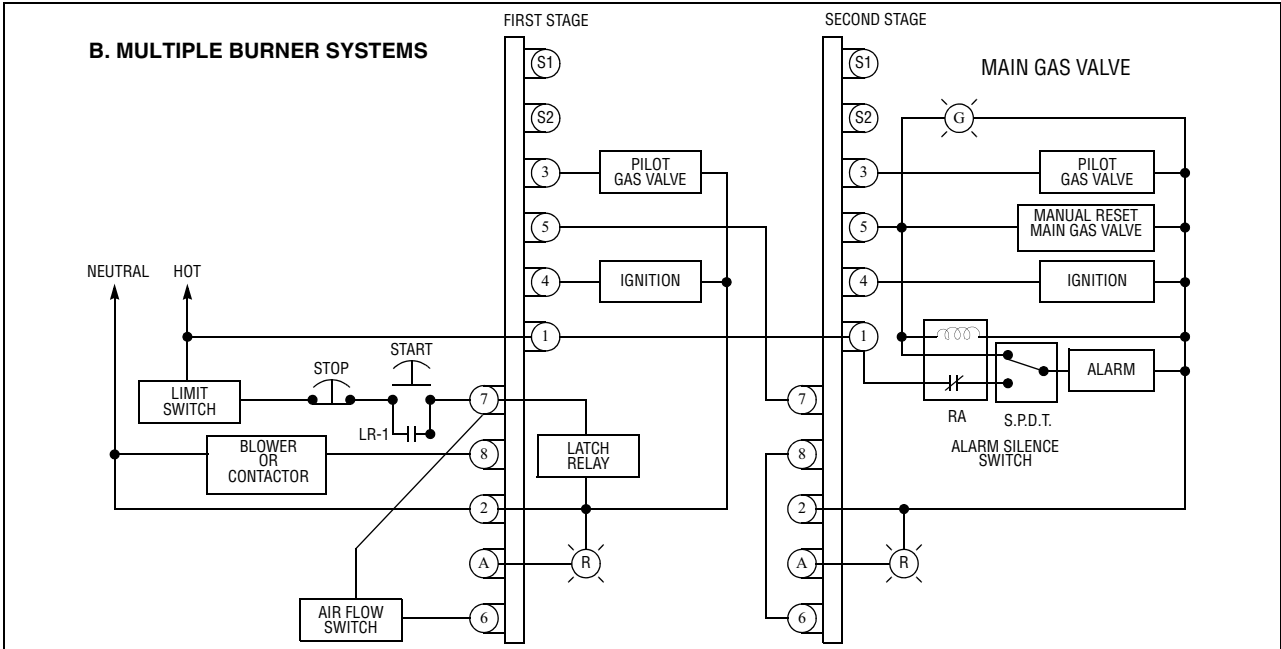 FIRST STAGE
SECOND STAGE
B. MULTIPLE BURNER SYSTEMS
MAIN GAS VALVE
S1
S1
S2
S2
G
3
PILOT
GAS VALVE
3
PILOT
GAS VALVE
5
5
MANUAL RESET
MAIN GAS VALVE
NEUTRAL
HOT
4
IGNITION
4
IGNITION
1
1
STOP
START
LIMIT
SWITCH
7
7
ALARM
LR-1
RA
S.P.D.T.
ALARM SILENCE
SWITCH
BLOWER
OR
CONTACTOR
8
LATCH
RELAY
8
2
2
A
R
A
R
AIR FLOW
SWITCH
6
6